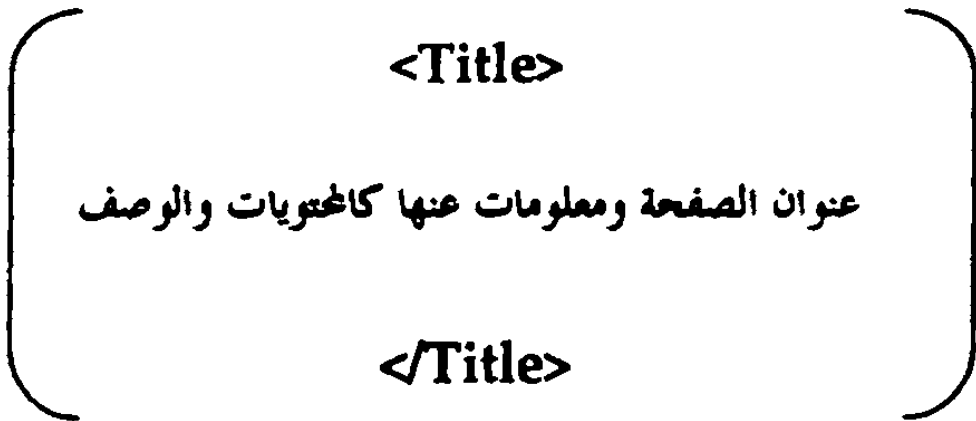 <Title>
عنوان الصفحة ومعلومات عنها كالمحتويات والوصف
</Title>